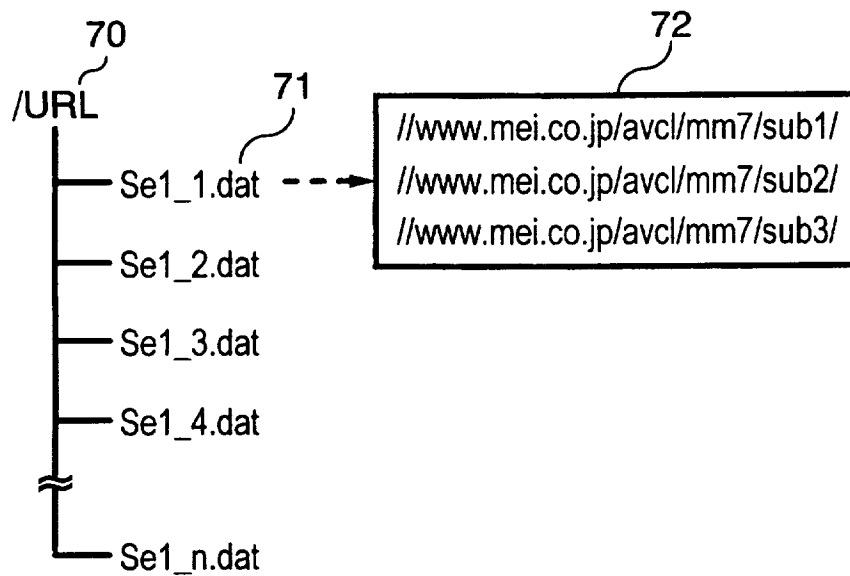 70
/URL
71
72
Se1_1.dat
//www.mei.co.jp/avcl/mm7/sub1/
//www.mei.co.jp/avcl/mm7/sub2/
//www.mei.co.jp/avcl/mm7/sub3/
Se1_2.dat
Se1_3.dat
Se1_4.dat
Se1_n.dat